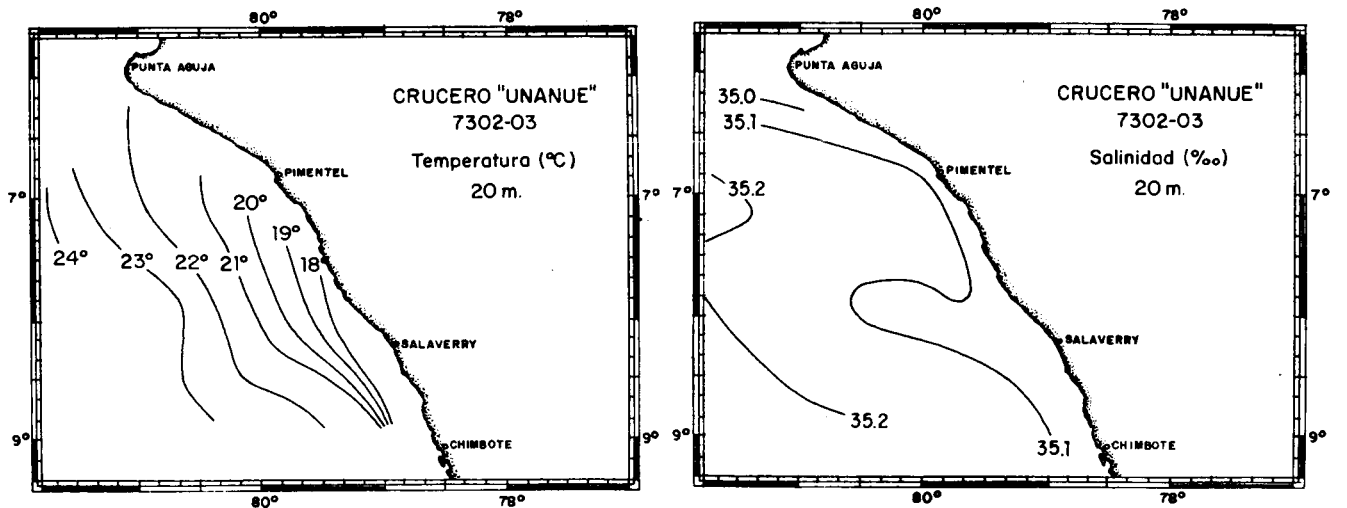 80° 78°
PUNTA AGUJA
CRUCERO "UNANUE"
7302-03
Temperatura (°C)
20 m.
PIMENTEL
7° 7°
20°
19°
24° 23° 22° 21° 18°
SALAVERRY
9° 9°
CHIMBOTE
80° 78°
80° 78°
PUNTA AGUJA
35.0
35.1
CRUCERO "UNANUE"
7302-03
Salinidad (‰)
20 m.
PIMENTEL
35.2
7° 7°
SALAVERRY
35.2
35.1
9° 9°
CHIMBOTE
80° 78°